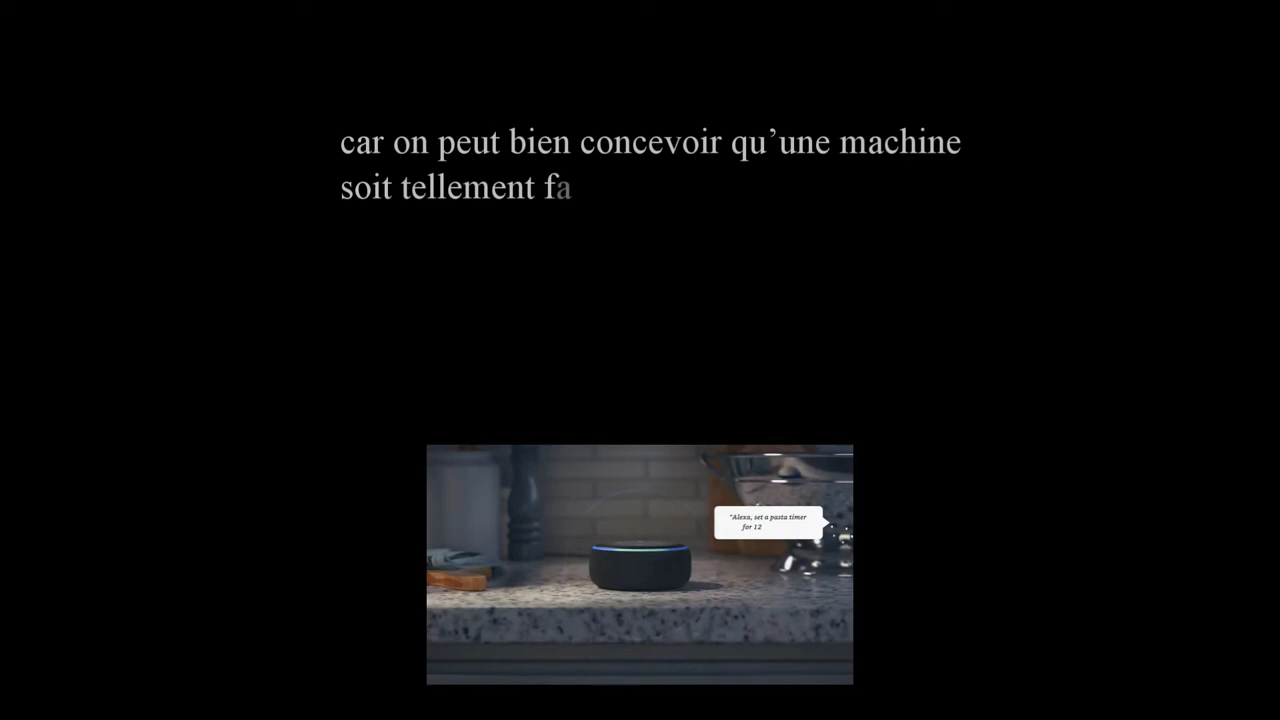 car on peut bien concevoir qu’une machine
soit tellement fa
"Alexa, set a pasta timer
for 12